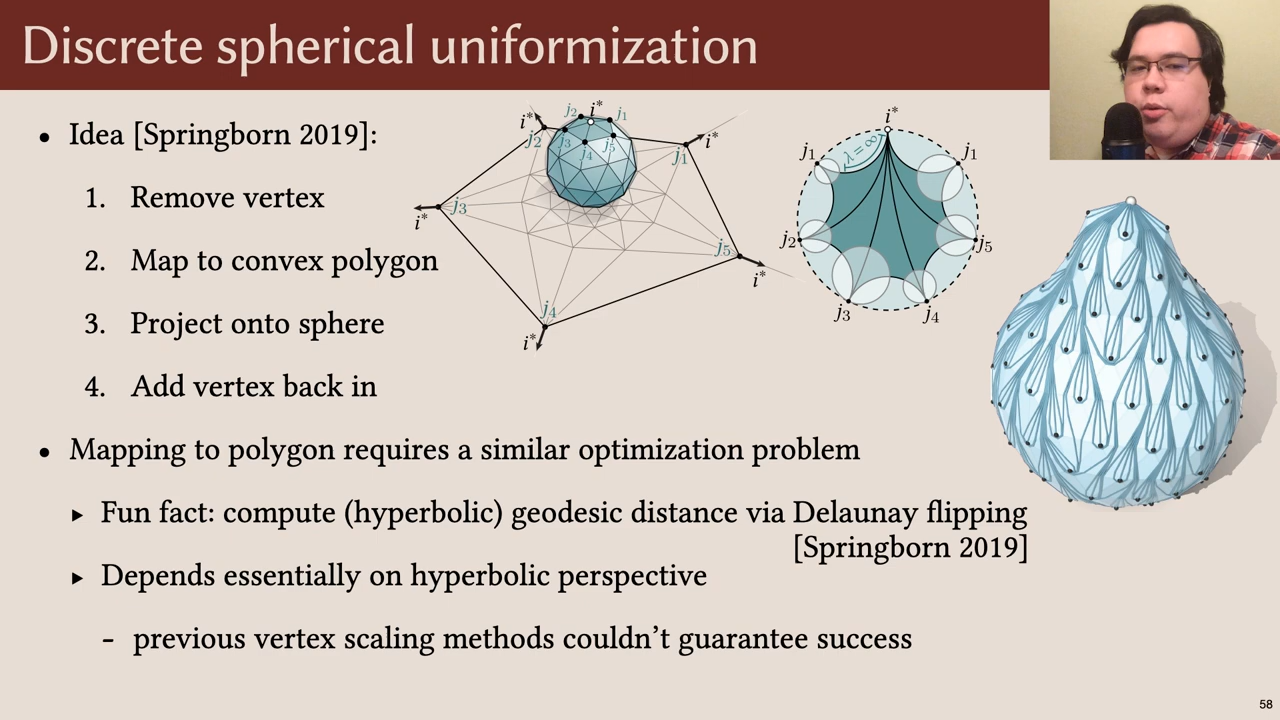 Discrete spherical uniformization
• Idea [Springborn 2019]:
1. Remove vertex
2. Map to convex polygon
3. Project onto sphere
4. Add vertex back in
i*
j₂
i*
j₁
i*
j₂
j₃
j₅
j₄
j₁
i*
j₃
i*
j₅
i*
j₄
i*
i*
λ = ∞
j₁
j₁
j₂
j₅
j₃
j₄
• Mapping to polygon requires a similar optimization problem
▸ Fun fact: compute (hyperbolic) geodesic distance via Delaunay flipping
[Springborn 2019]
▸ Depends essentially on hyperbolic perspective
– previous vertex scaling methods couldn’t guarantee success
58